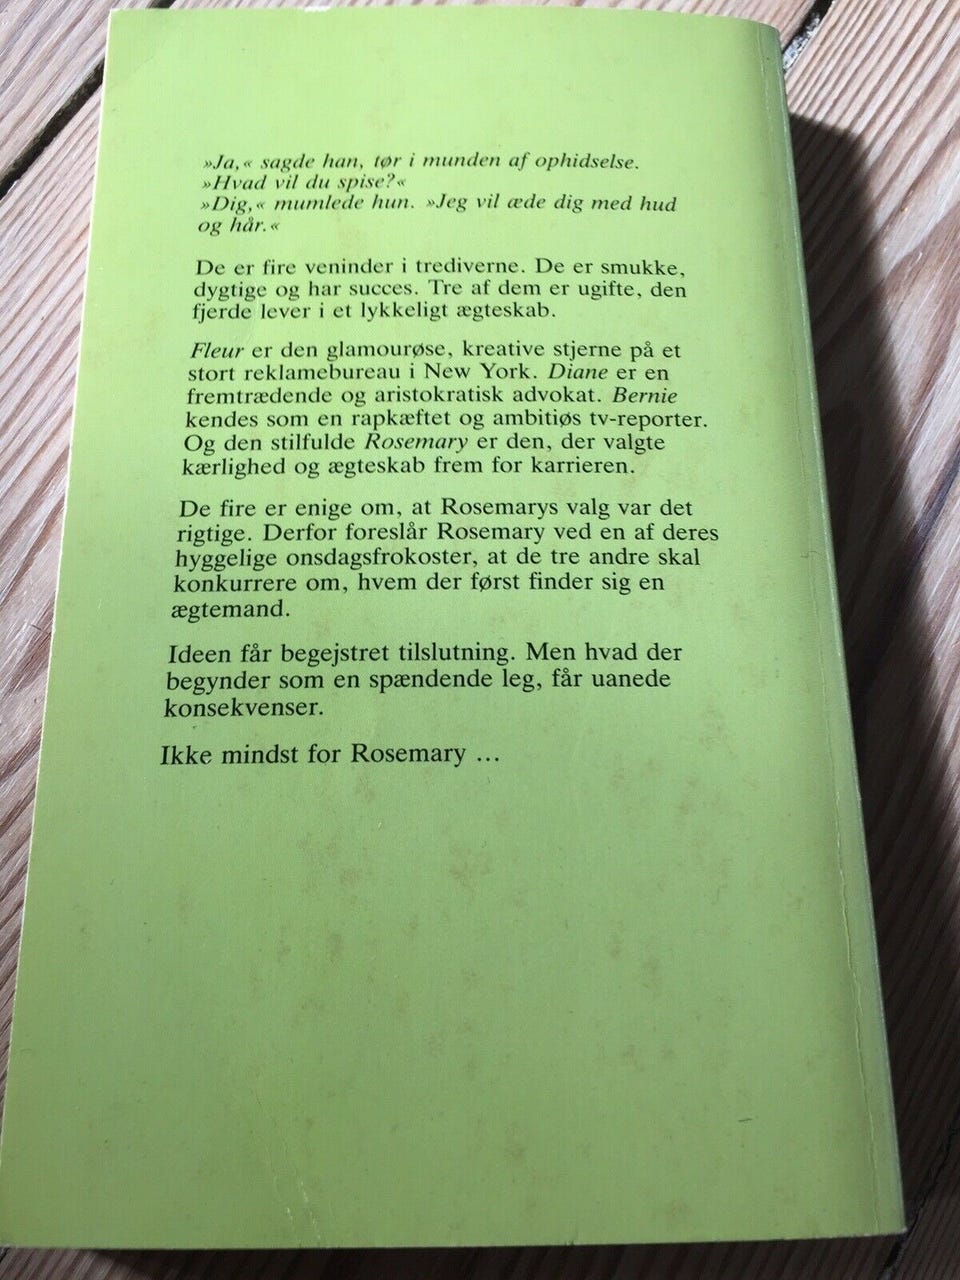 »Ja,« sagde han, tør i munden af ophidselse.
»Hvad vil du spise?«
»Dig,« mumlede hun. »Jeg vil æde dig med hud
og hår.«
De er fire veninder i trediverne. De er smukke,
dygtige og har succes. Tre af dem er ugifte, den
fjerde lever i et lykkeligt ægteskab.
Fleur er den glamourøse, kreative stjerne på et
stort reklamebureau i New York. Diane er en
fremtrædende og aristokratisk advokat. Bernie
kendes som en rapkæftet og ambitiøs tv-reporter.
Og den stilfulde Rosemary er den, der valgte
kærlighed og ægteskab frem for karrieren.
De fire er enige om, at Rosemarys valg var det
rigtige. Derfor foreslår Rosemary ved en af deres
hyggelige onsdagsfrokoster, at de tre andre skal
konkurrere om, hvem der først finder sig en
ægtemand.
Ideen får begejstret tilslutning. Men hvad der
begynder som en spændende leg, får uanede
konsekvenser.
Ikke mindst for Rosemary ...